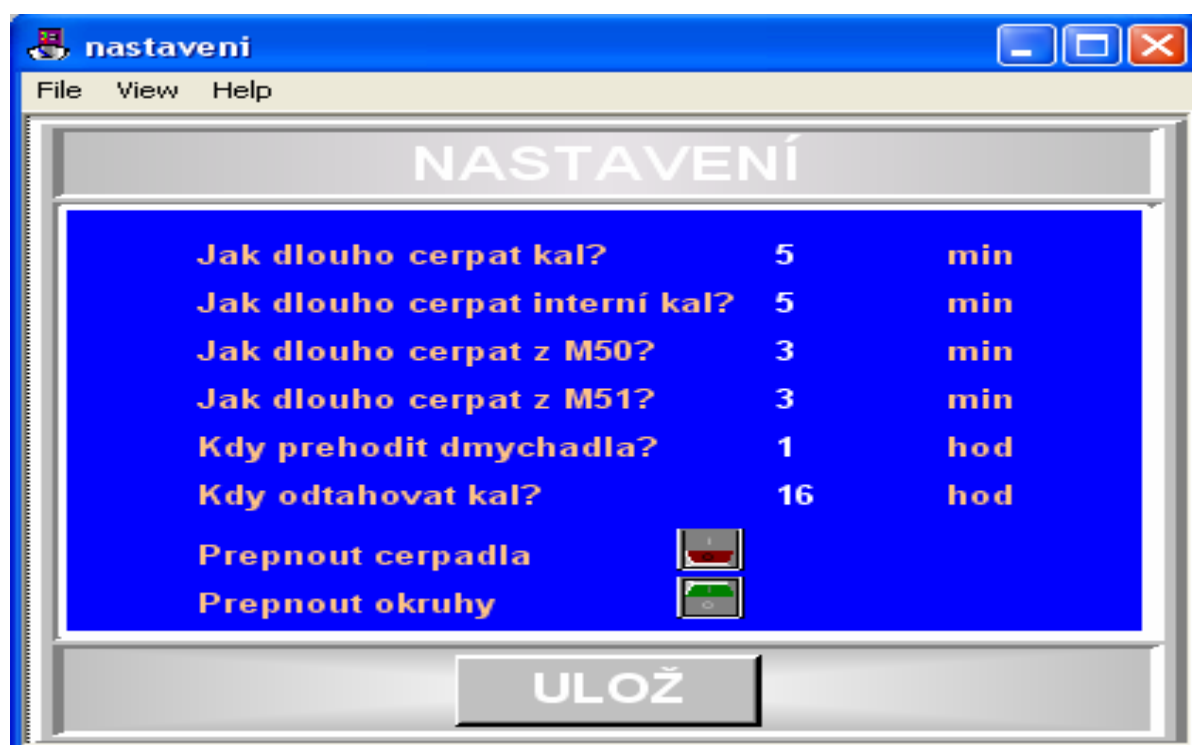 nastaveni
File View Help
NASTAVENÍ
Jak dlouho cerpat kal? 5 min
Jak dlouho cerpat interní kal? 5 min
Jak dlouho cerpat z M50? 3 min
Jak dlouho cerpat z M51? 3 min
Kdy prehodit dmychadla? 1 hod
Kdy odtahovat kal? 16 hod
Prepnout cerpadla
Prepnout okruhy
ULOŽ